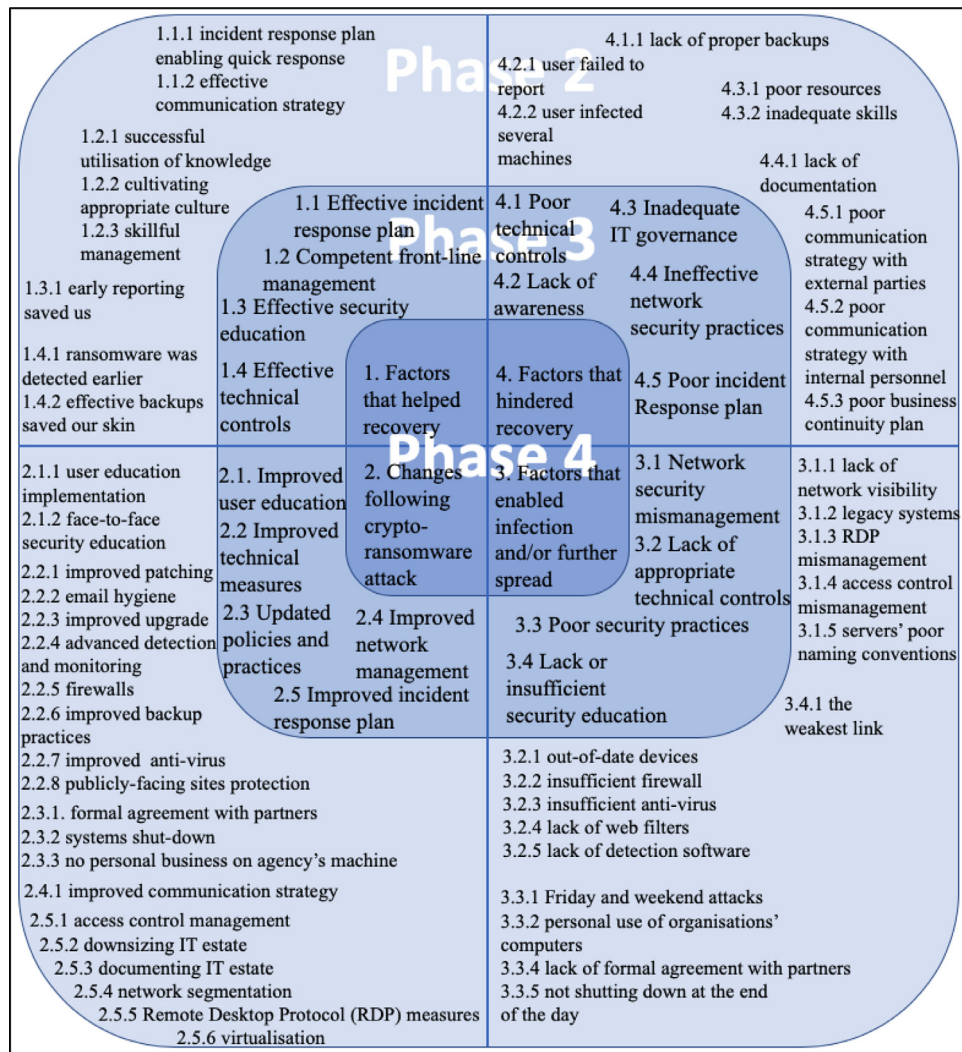 Phase 2
1.1.1 incident response plan
enabling quick response
1.1.2 effective
communication strategy
1.2.1 successful
utilisation of knowledge
1.2.2 cultivating
appropriate culture
1.2.3 skillful
management
1.3.1 early reporting
saved us
1.4.1 ransomware was
detected earlier
1.4.2 effective backups
saved our skin
4.1.1 lack of proper backups
4.2.1 user failed to
report
4.2.2 user infected
several
machines
4.3.1 poor resources
4.3.2 inadequate skills
4.4.1 lack of
documentation
4.5.1 poor
communication
strategy with
external parties
4.5.2 poor
communication
strategy with
internal personnel
4.5.3 poor business
continuity plan
Phase 3
1.1 Effective incident
response plan
1.2 Competent front-line
management
1.3 Effective security
education
1.4 Effective
technical
controls
4.1 Poor
technical
controls
4.2 Lack of
awareness
4.3 Inadequate
IT governance
4.4 Ineffective
network
security practices
4.5 Poor incident
Response plan
1. Factors
that helped
recovery
4. Factors that
hindered
recovery
Phase 4
2. Changes
following
crypto-
ransomware
attack
3. Factors that
enabled
infection
and/or further
spread
2.1. Improved
user education
2.2 Improved
technical
measures
2.3 Updated
policies and
practices
2.4 Improved
network
management
2.5 Improved incident
response plan
3.1 Network
security
mismanagement
3.2 Lack of
appropriate
technical controls
3.3 Poor security practices
3.4 Lack or
insufficient
security education
2.1.1 user education
implementation
2.1.2 face-to-face
security education
2.2.1 improved patching
2.2.2 email hygiene
2.2.3 improved upgrade
2.2.4 advanced detection
and monitoring
2.2.5 firewalls
2.2.6 improved backup
practices
2.2.7 improved anti-virus
2.2.8 publicly-facing sites protection
2.3.1. formal agreement with partners
2.3.2 systems shut-down
2.3.3 no personal business on agency's machine
2.4.1 improved communication strategy
2.5.1 access control management
2.5.2 downsizing IT estate
2.5.3 documenting IT estate
2.5.4 network segmentation
2.5.5 Remote Desktop Protocol (RDP) measures
2.5.6 virtualisation
3.1.1 lack of
network visibility
3.1.2 legacy systems
3.1.3 RDP
mismanagement
3.1.4 access control
mismanagement
3.1.5 servers' poor
naming conventions
3.4.1 the
weakest link
3.2.1 out-of-date devices
3.2.2 insufficient firewall
3.2.3 insufficient anti-virus
3.2.4 lack of web filters
3.2.5 lack of detection software
3.3.1 Friday and weekend attacks
3.3.2 personal use of organisations'
computers
3.3.4 lack of formal agreement with partners
3.3.5 not shutting down at the end
of the day